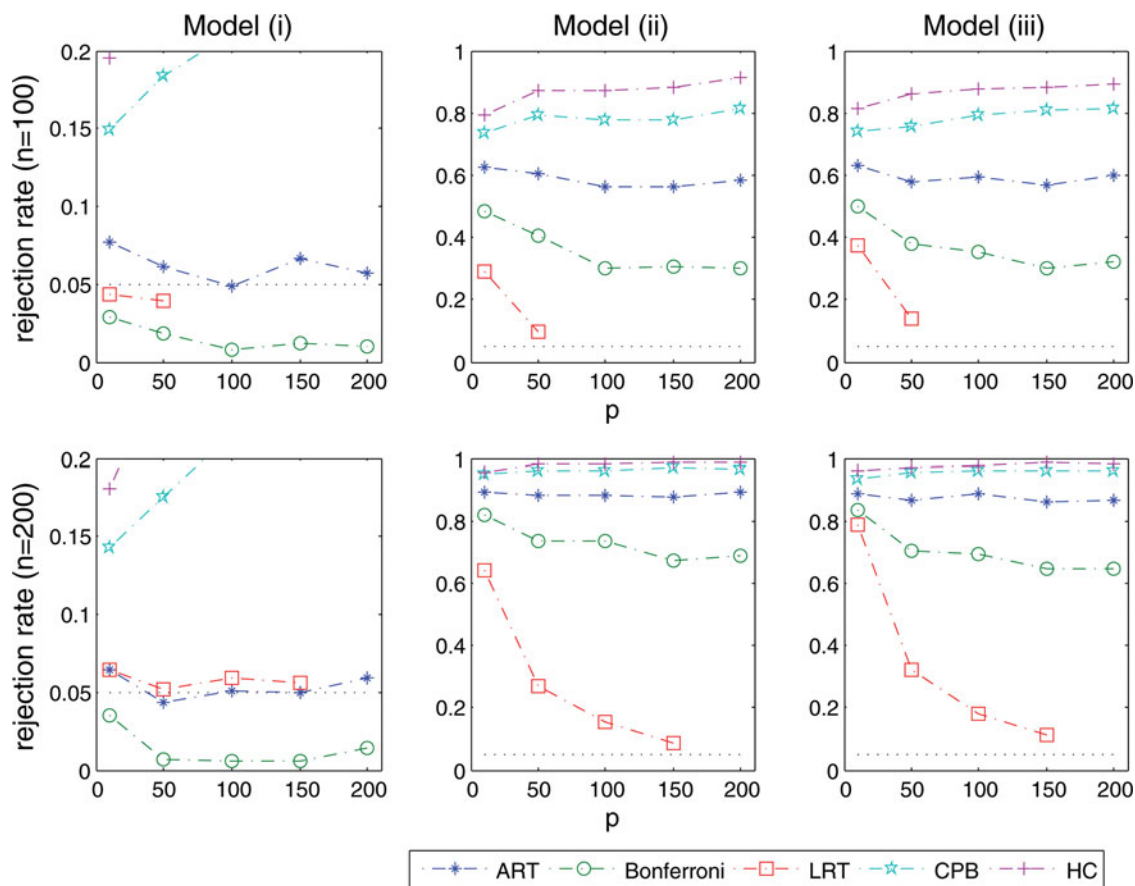 Model (i)
Model (ii)
Model (iii)
rejection rate (n=100)
0.2
0.15
0.1
0.05
0
0 50 100 150 200
1
0.8
0.6
0.4
0.2
0
0 50 100 150 200
p
1
0.8
0.6
0.4
0.2
0
0 50 100 150 200
rejection rate (n=200)
0.2
0.15
0.1
0.05
0
0 50 100 150 200
1
0.8
0.6
0.4
0.2
0
0 50 100 150 200
p
1
0.8
0.6
0.4
0.2
0
0 50 100 150 200
ART Bonferroni LRT CPB HC